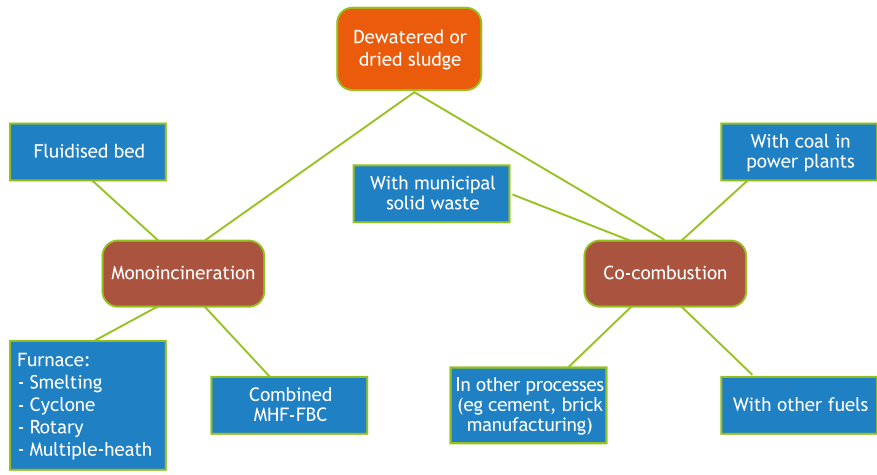 Dewatered or
dried sludge
Fluidised bed
With municipal
solid waste
With coal in
power plants
Monoincineration
Co-combustion
Furnace:
- Smelting
- Cyclone
- Rotary
- Multiple-heath
Combined
MHF-FBC
In other processes
(eg cement, brick
manufacturing)
With other fuels